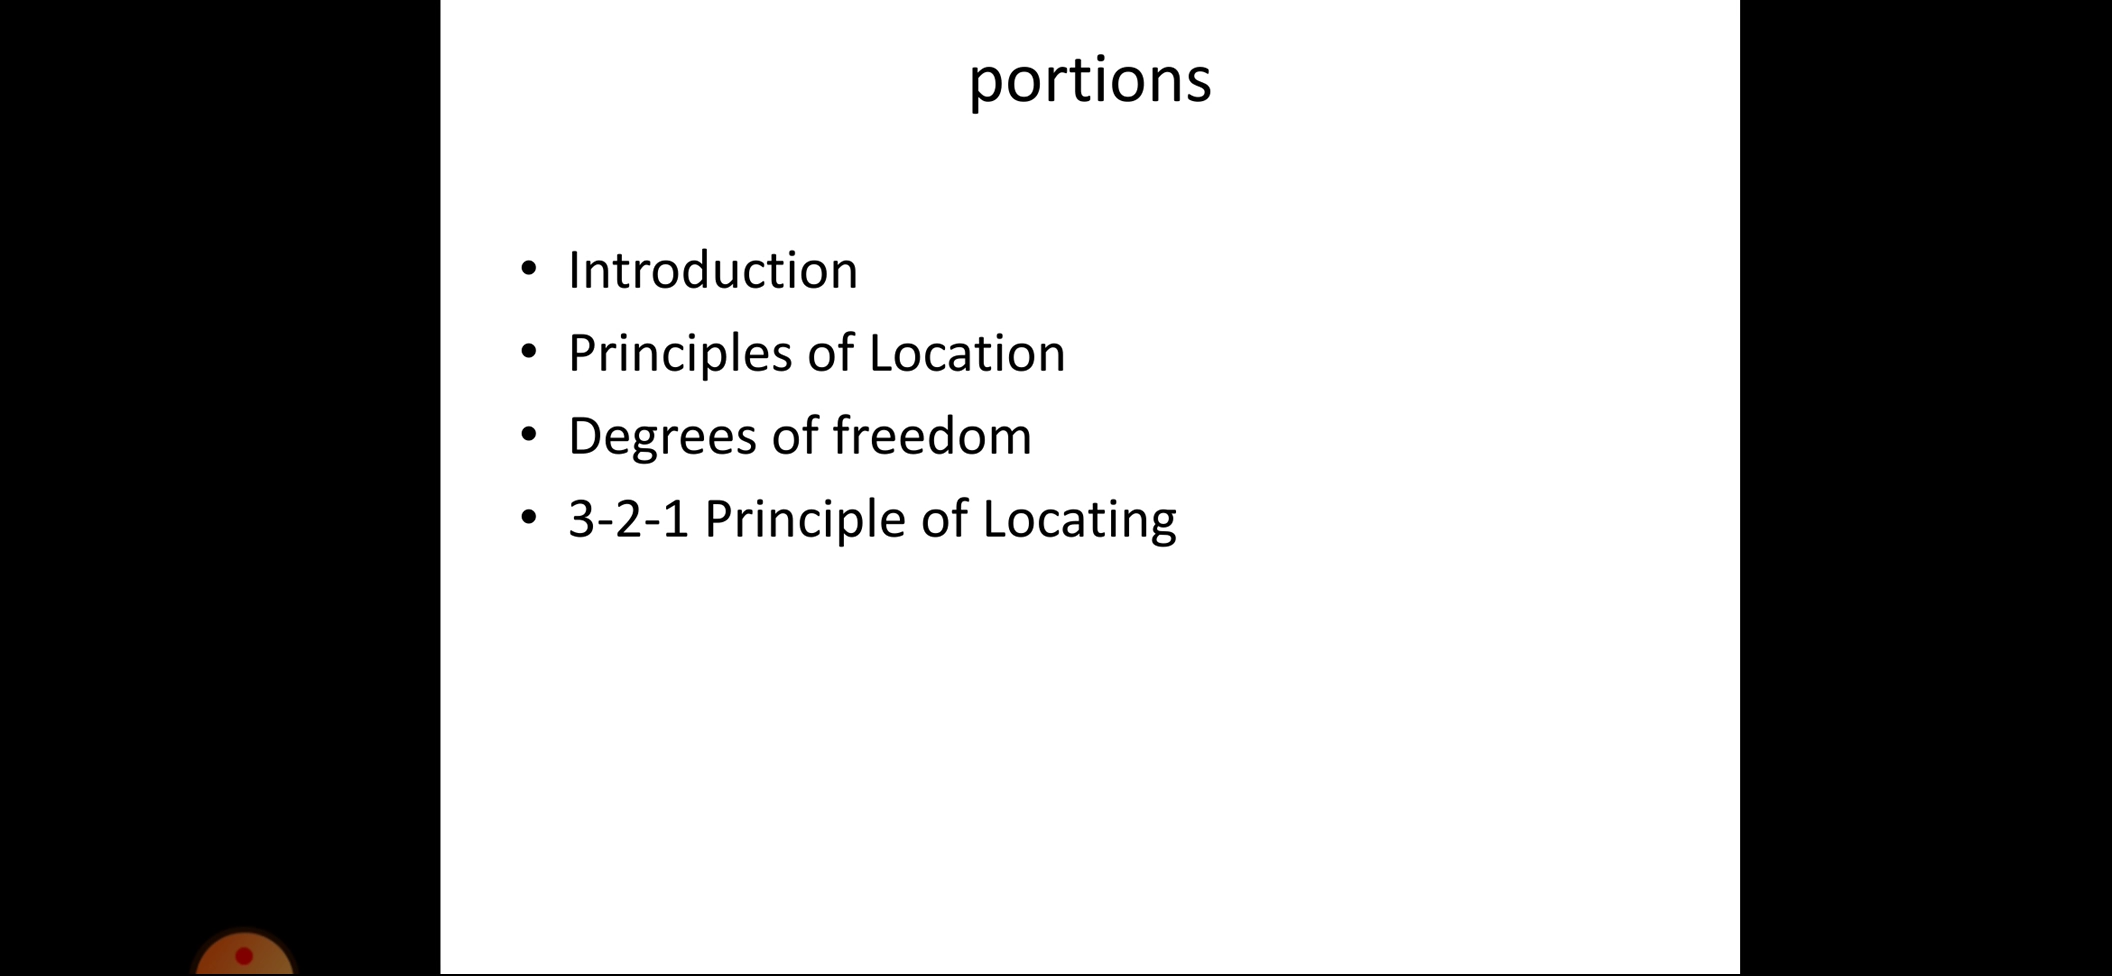 portions
• Introduction
• Principles of Location
• Degrees of freedom
• 3-2-1 Principle of Locating